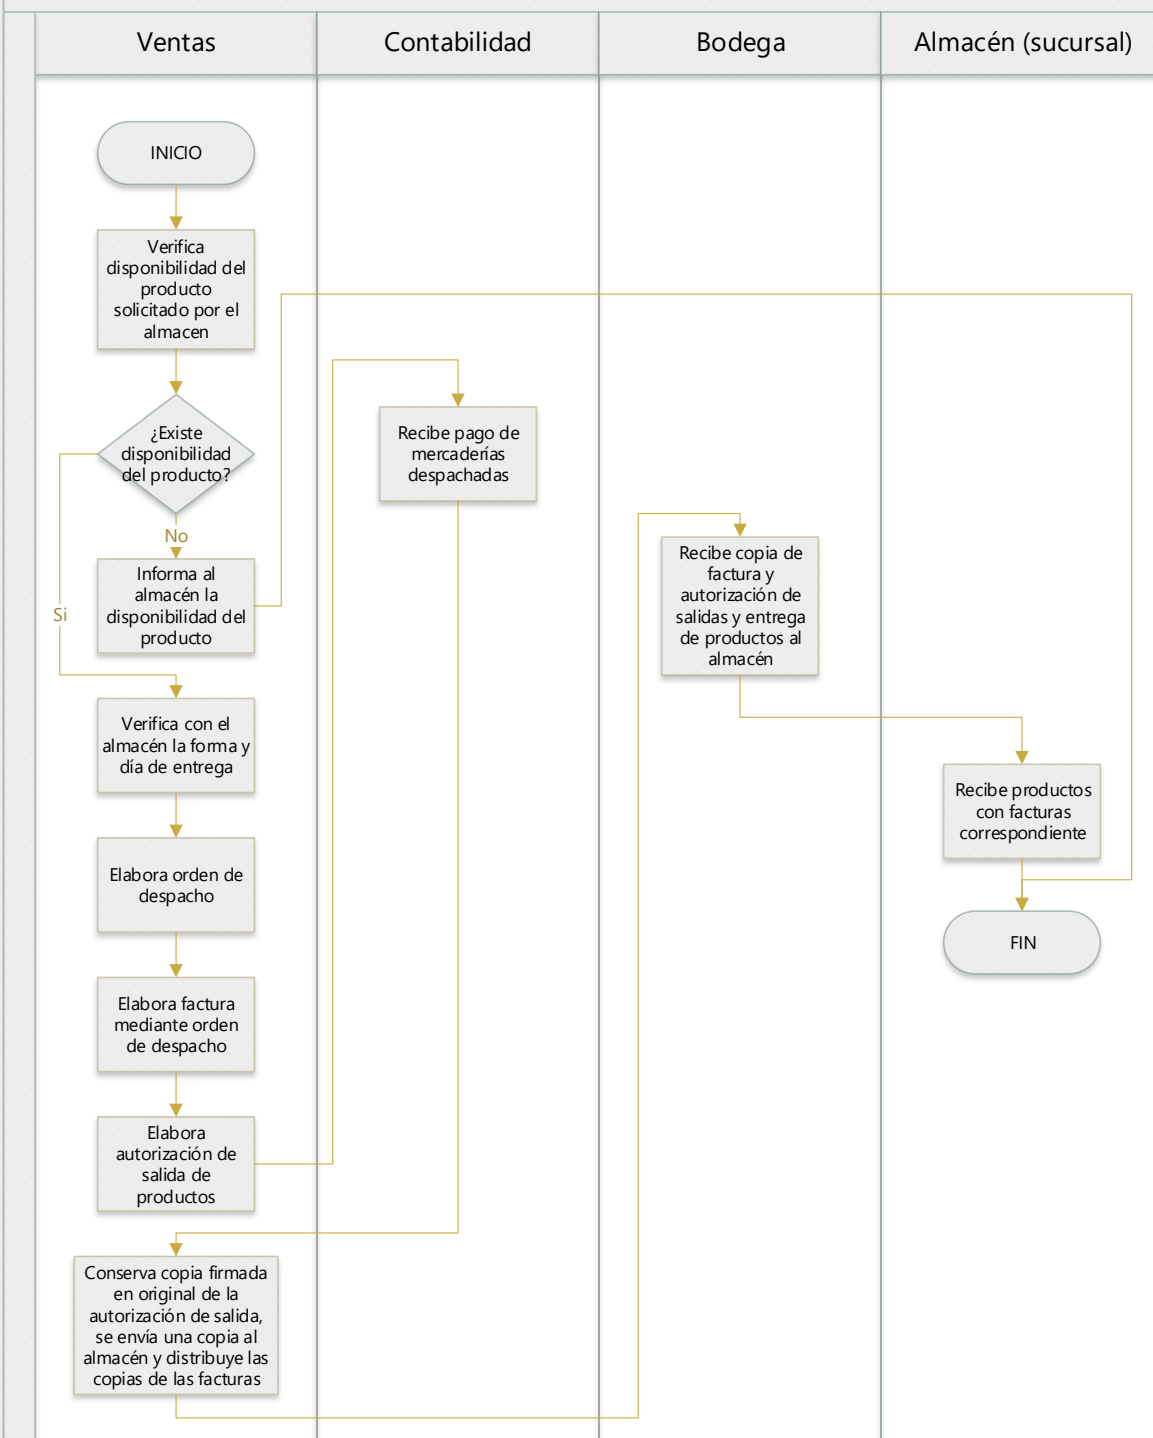 Ventas
Contabilidad
Bodega
Almacén (sucursal)
INICIO
Verifica
disponibilidad del
producto
solicitado por el
almacen
¿Existe
disponibilidad
del producto?
No
Si
Informa al
almacén la
disponibilidad del
producto
Verifica con el
almacén la forma y
día de entrega
Elabora orden de
despacho
Elabora factura
mediante orden
de despacho
Elabora
autorización de
salida de
productos
Recibe pago de
mercaderías
despachadas
Conserva copia firmada
en original de la
autorización de salida,
se envía una copia al
almacén y distribuye las
copias de las facturas
Recibe copia de
factura y
autorización de
salidas y entrega
de productos al
almacén
Recibe productos
con facturas
correspondiente
FIN